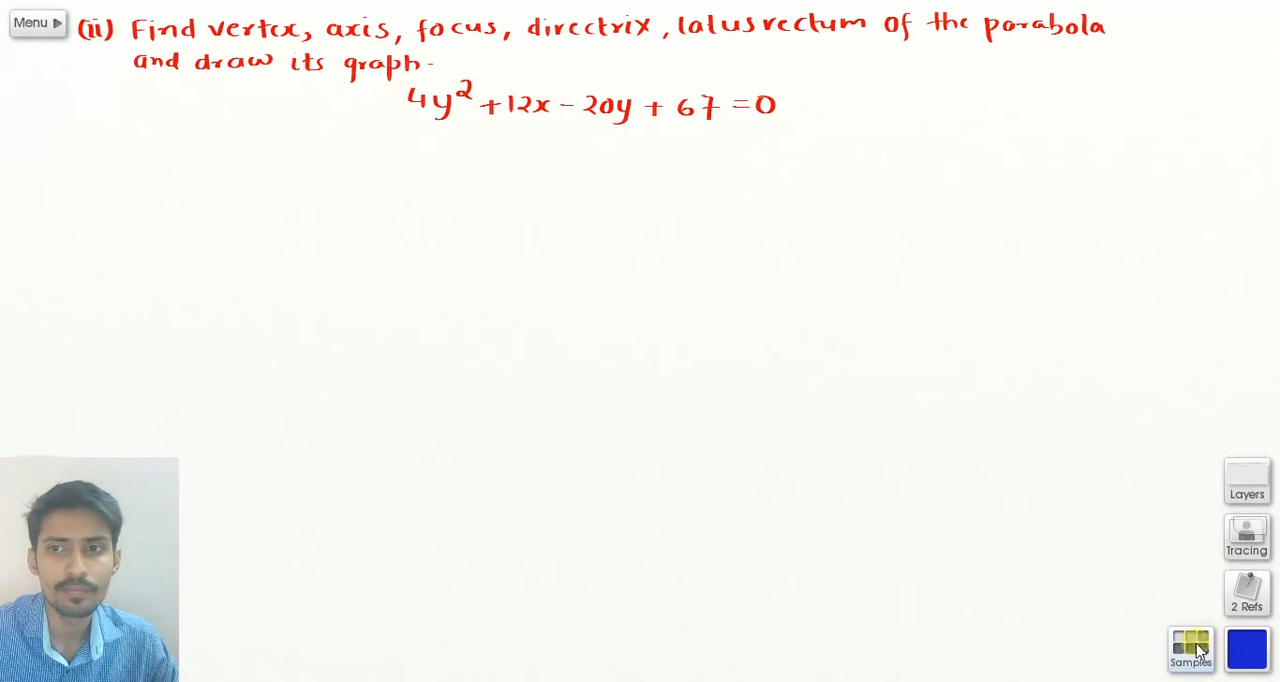 Menu
(ii) Find vertex, axis, focus, directrix, latusrectum of the parabola
and draw its graph.
4y² + 12x - 20y + 67 = 0
Layers
Tracing
2 Refs
Samples